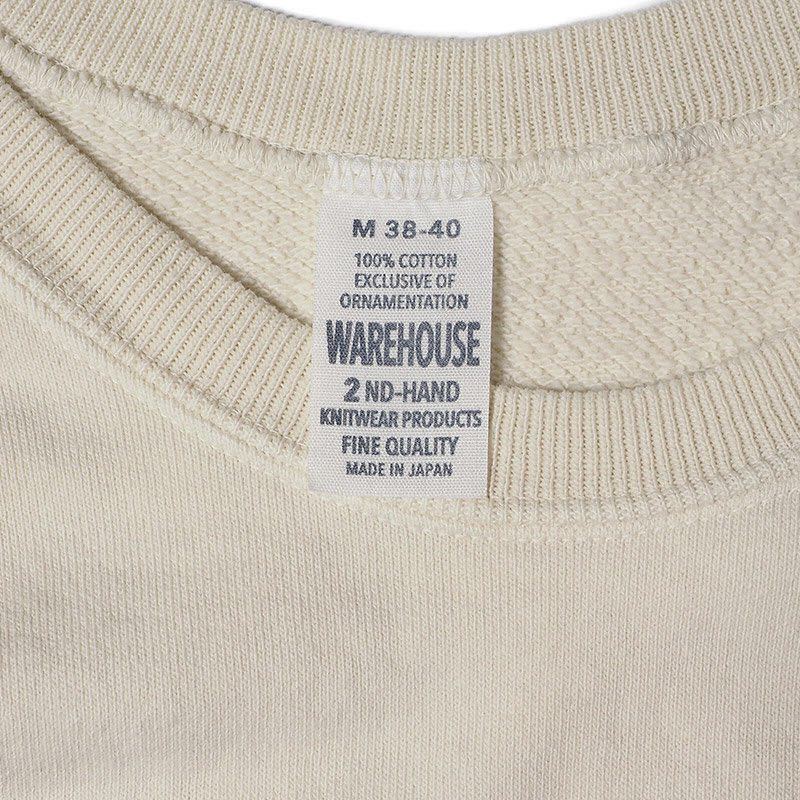 M 38-40
100% COTTON
EXCLUSIVE OF
ORNAMENTATION
WAREHOUSE
2 ND-HAND
KNITWEAR PRODUCTS
FINE QUALITY
MADE IN JAPAN